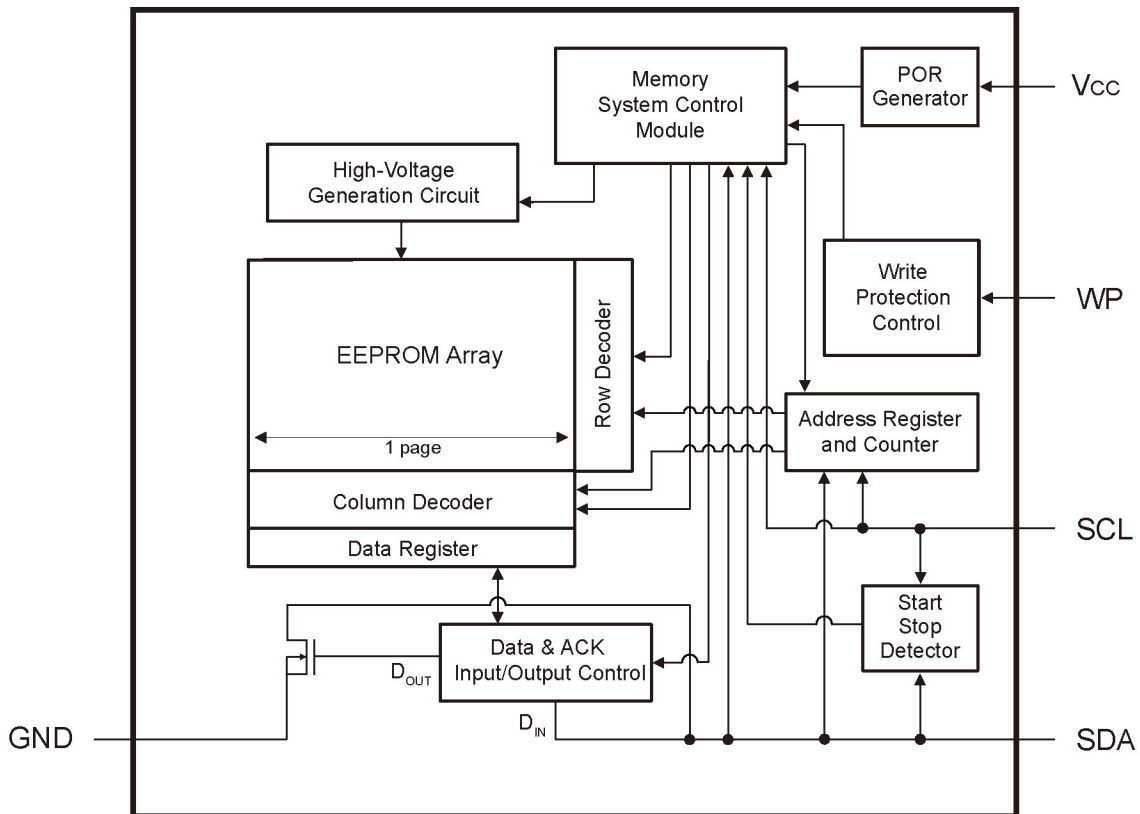 Memory
System Control
Module
POR
Generator
Vcc
High-Voltage
Generation Circuit
Write
Protection
Control
WP
EEPROM Array
Row Decoder
1 page
Address Register
and Counter
Column Decoder
SCL
Data Register
Start
Stop
Detector
Data & ACK
Input/Output Control
DOUT
DIN
GND
SDA